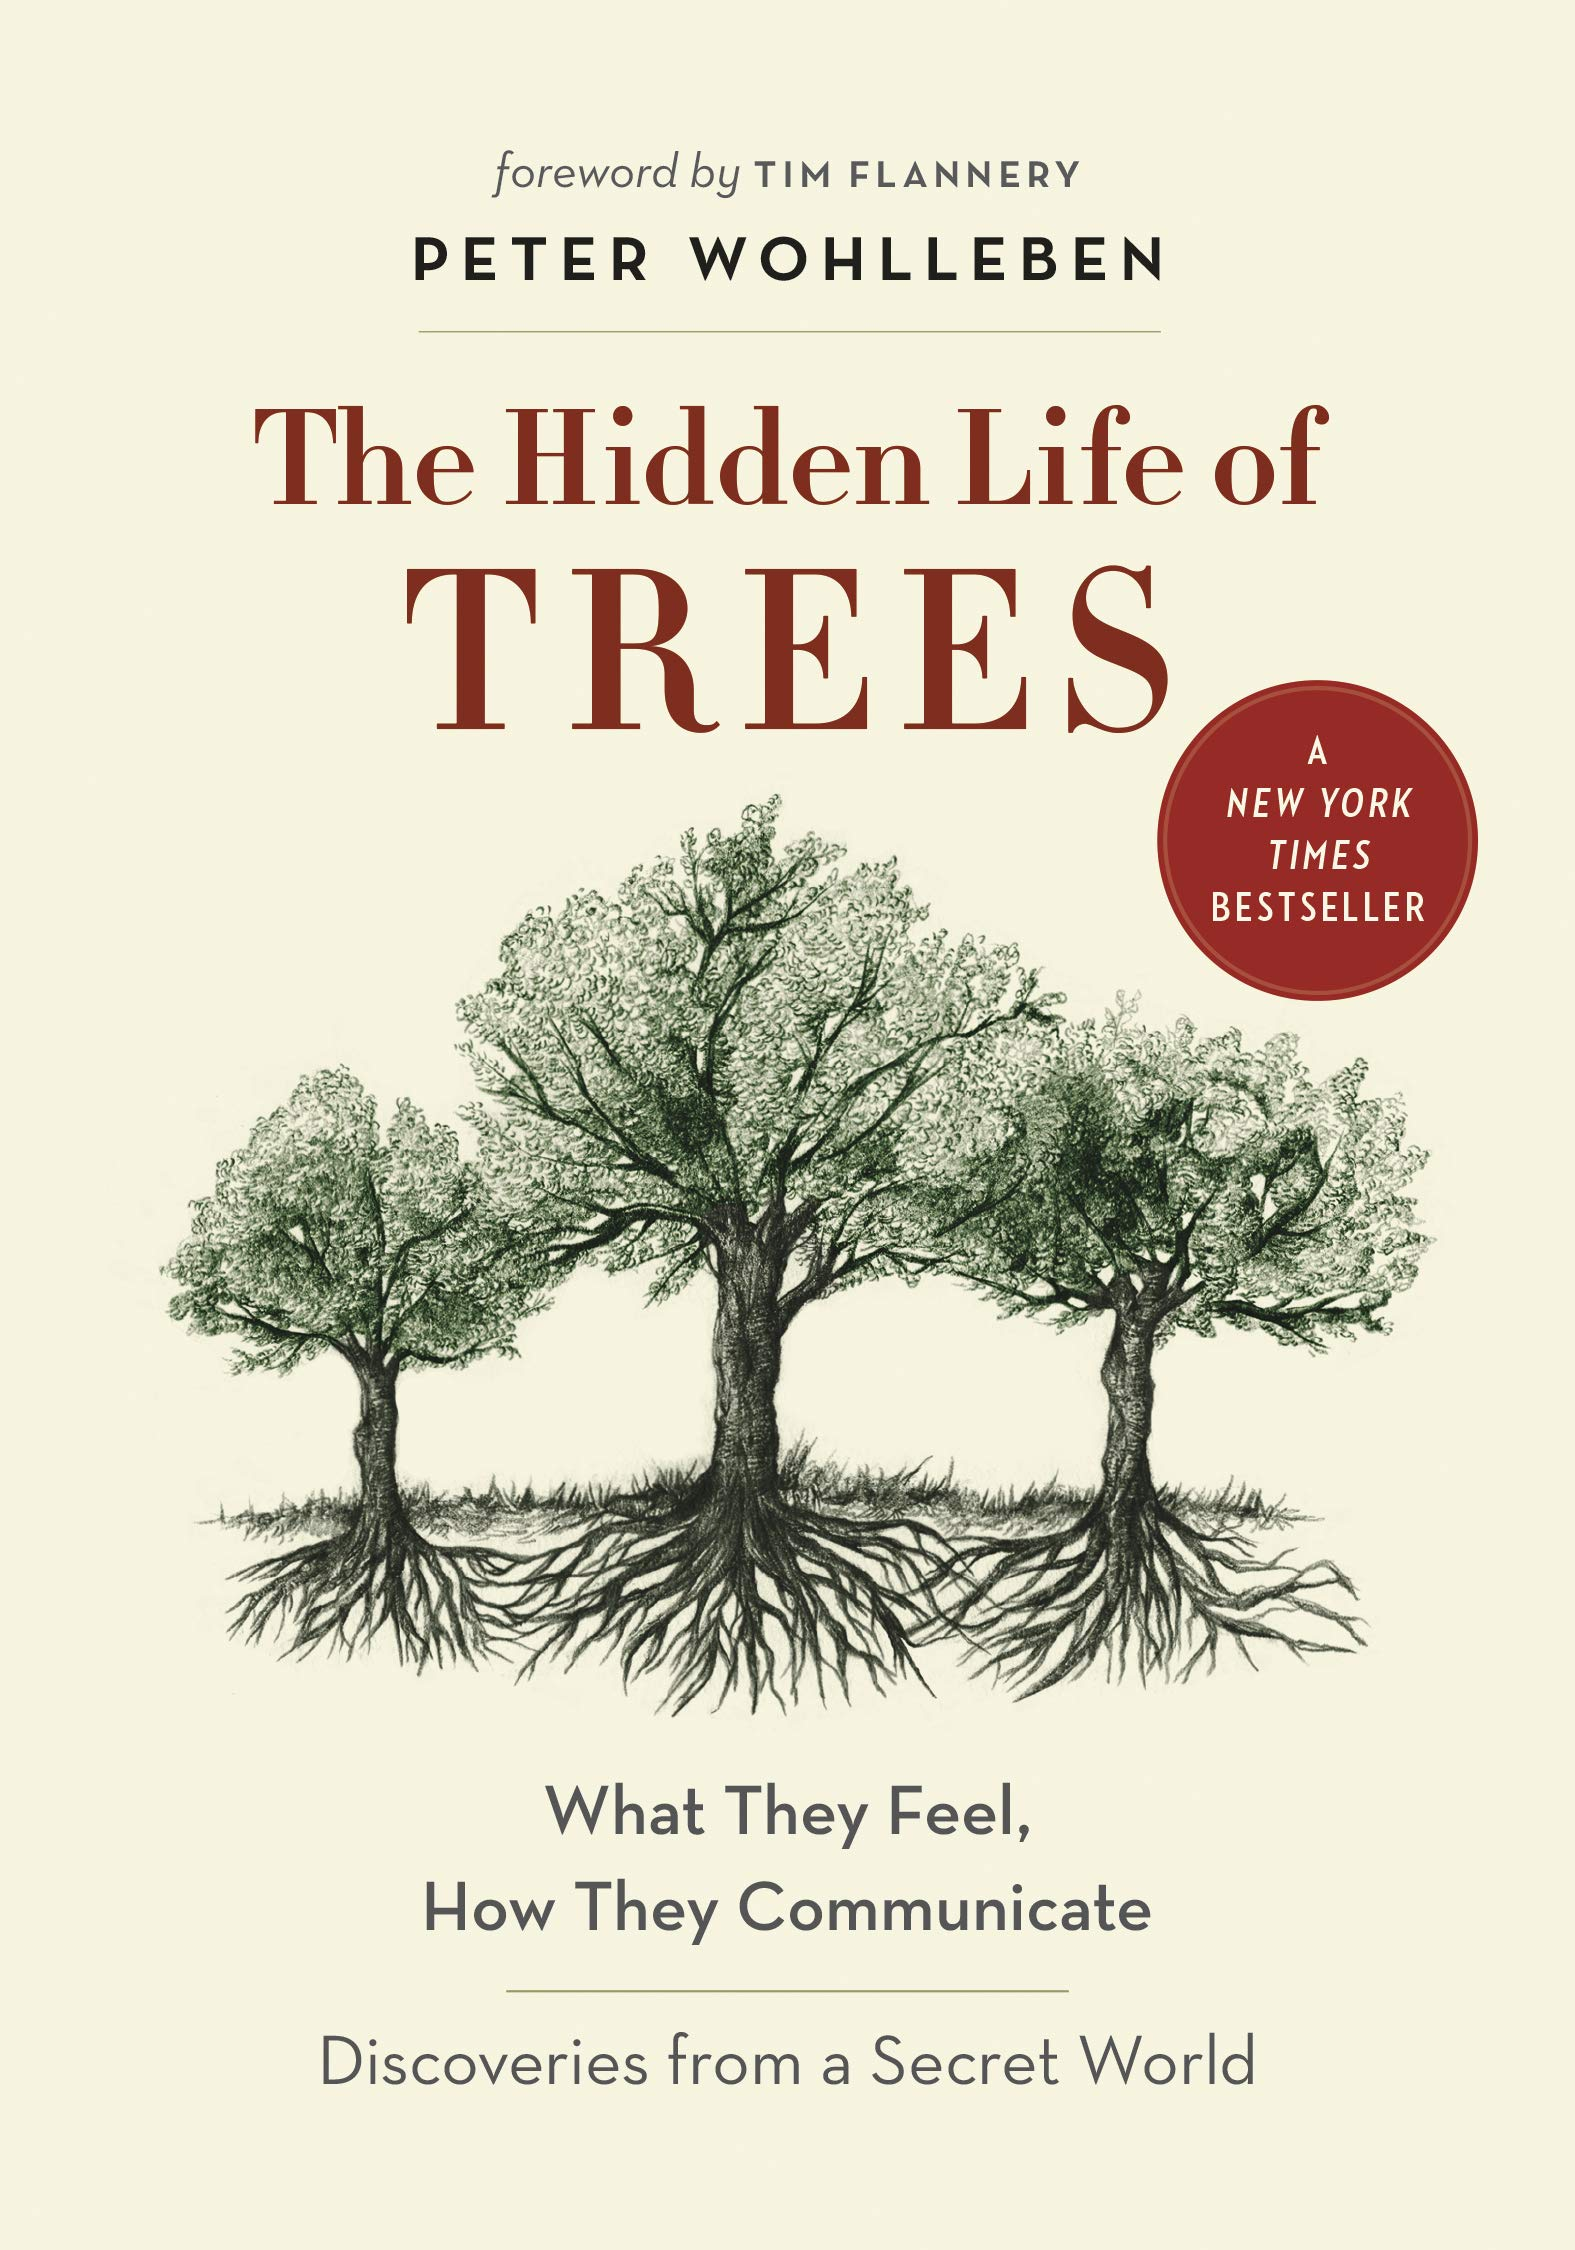 foreword by TIM FLANNERY
PETER WOHLLEBEN
The Hidden Life of
TREES
A
NEW YORK
TIMES
BESTSELLER
What They Feel,
How They Communicate
Discoveries from a Secret World